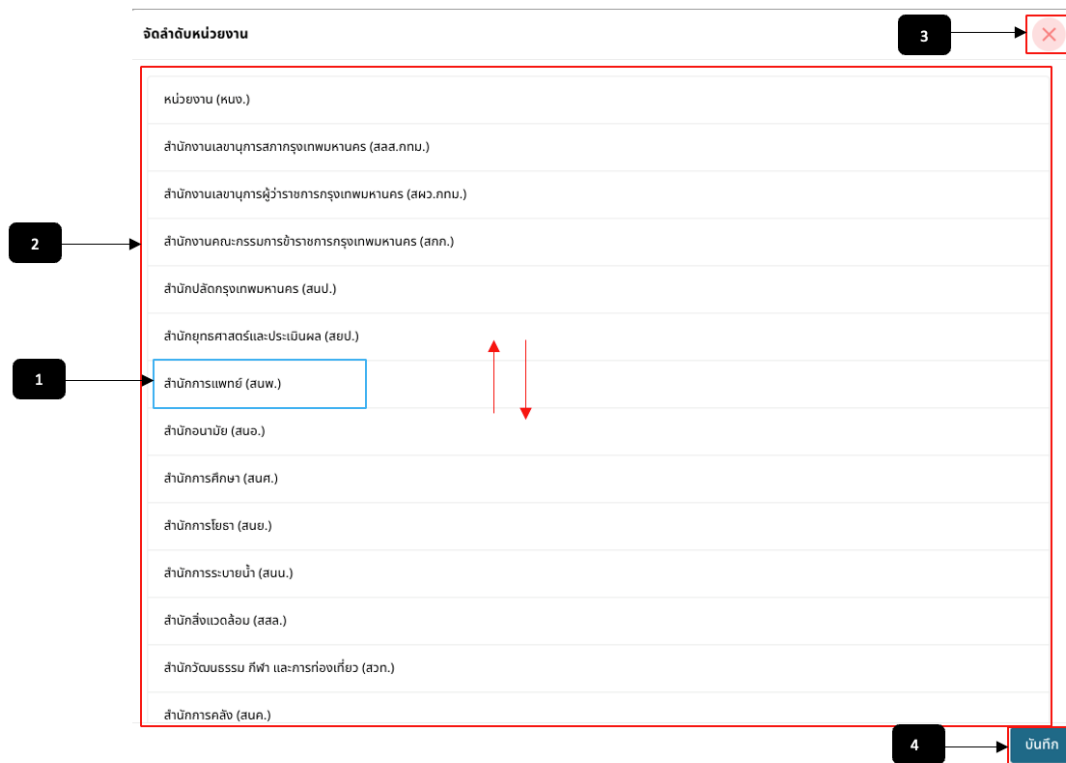 จัดลำดับหน่วยงาน
3
หน่วยงาน (หนง.)
สำนักงานเลขานุการสภากรุงเทพมหานคร (สลส.กทม.)
สำนักงานเลขานุการผู้ว่าราชการกรุงเทพมหานคร (สผว.กทม.)
2
สำนักงานคณะกรรมการข้าราชการกรุงเทพมหานคร (สกก.)
สำนักปลัดกรุงเทพมหานคร (สนป.)
สำนักยุทธศาสตร์และประเมินผล (สยป.)
1
สำนักการแพทย์ (สนพ.)
สำนักอนามัย (สนอ.)
สำนักการศึกษา (สนศ.)
สำนักการโยธา (สนย.)
สำนักการระบายน้ำ (สนน.)
สำนักสิ่งแวดล้อม (สสล.)
สำนักวัฒนธรรม กีฬา และการท่องเที่ยว (สวท.)
สำนักการคลัง (สนค.)
4
บันทึก